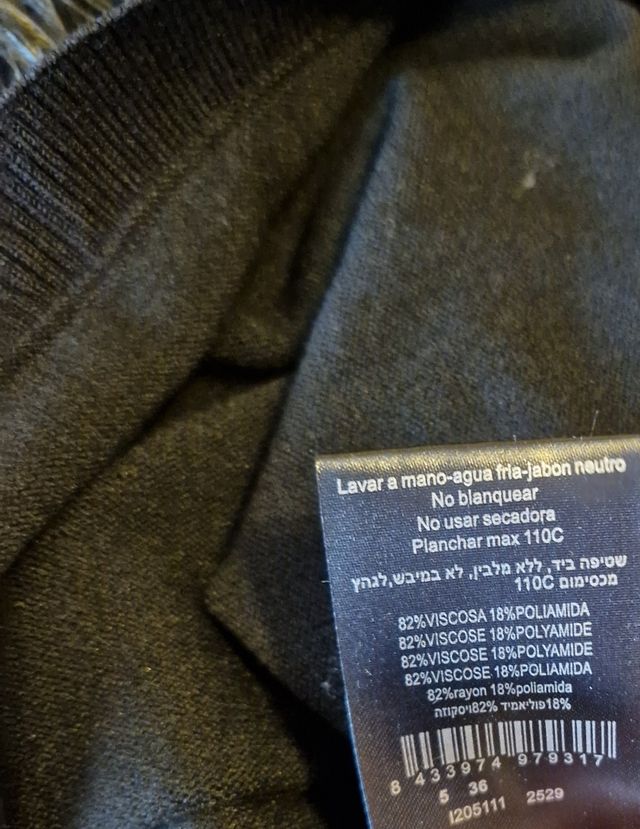 Lavar a mano-agua fria-jabon neutro
No blanquear
No usar secadora
Planchar max 110C
שטיפה ביד, ללא מלבין, לא במיבש,לגהץ
מכסימום 110C
82%VISCOSA 18%POLIAMIDA
82%VISCOSE 18%POLYAMIDE
82%VISCOSE 18%POLYAMIDE
82%VISCOSE 18%POLIAMIDA
82%rayon 18%poliamida
18%פוליאמיד 82%ויסקוזה
8 433974 979317
5 36
I205111 2529